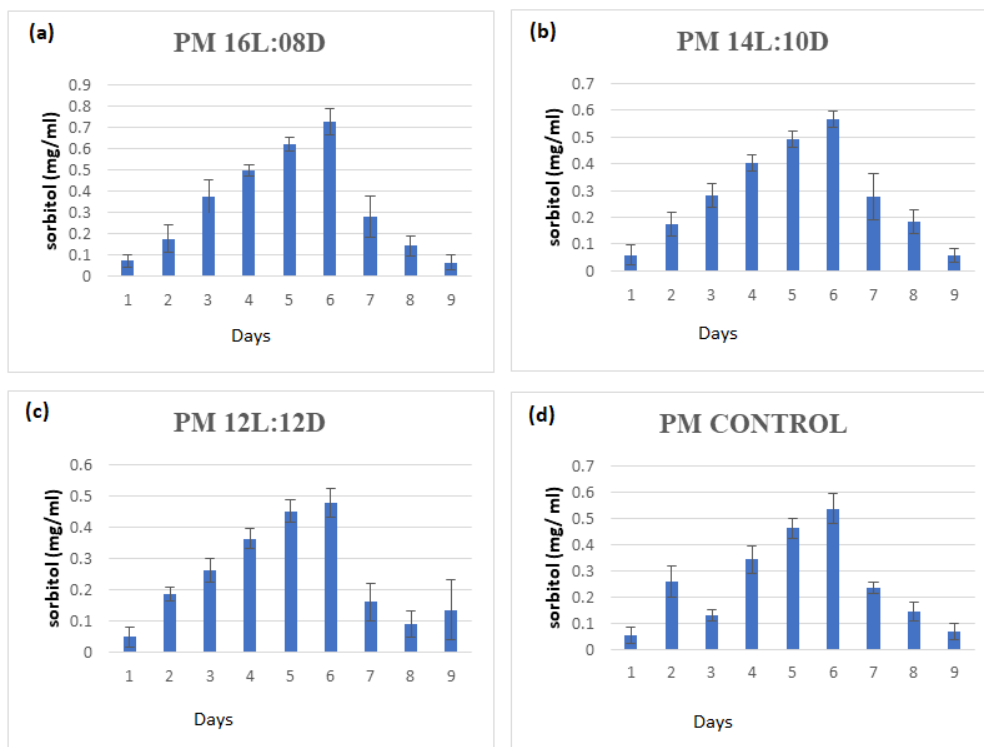 (a)
PM 16L:08D
sorbitol (mg/ml)
0.9
0.8
0.7
0.6
0.5
0.4
0.3
0.2
0.1
0
1 2 3 4 5 6 7 8 9
Days
(b)
PM 14L:10D
sorbitol (mg/ml)
0.7
0.6
0.5
0.4
0.3
0.2
0.1
0
1 2 3 4 5 6 7 8 9
Days
(c)
PM 12L:12D
sorbitol (mg/ml)
0.6
0.5
0.4
0.3
0.2
0.1
0
1 2 3 4 5 6 7 8 9
Days
(d)
PM CONTROL
sorbitol (mg/ ml)
0.7
0.6
0.5
0.4
0.3
0.2
0.1
0
1 2 3 4 5 6 7 8 9
Days